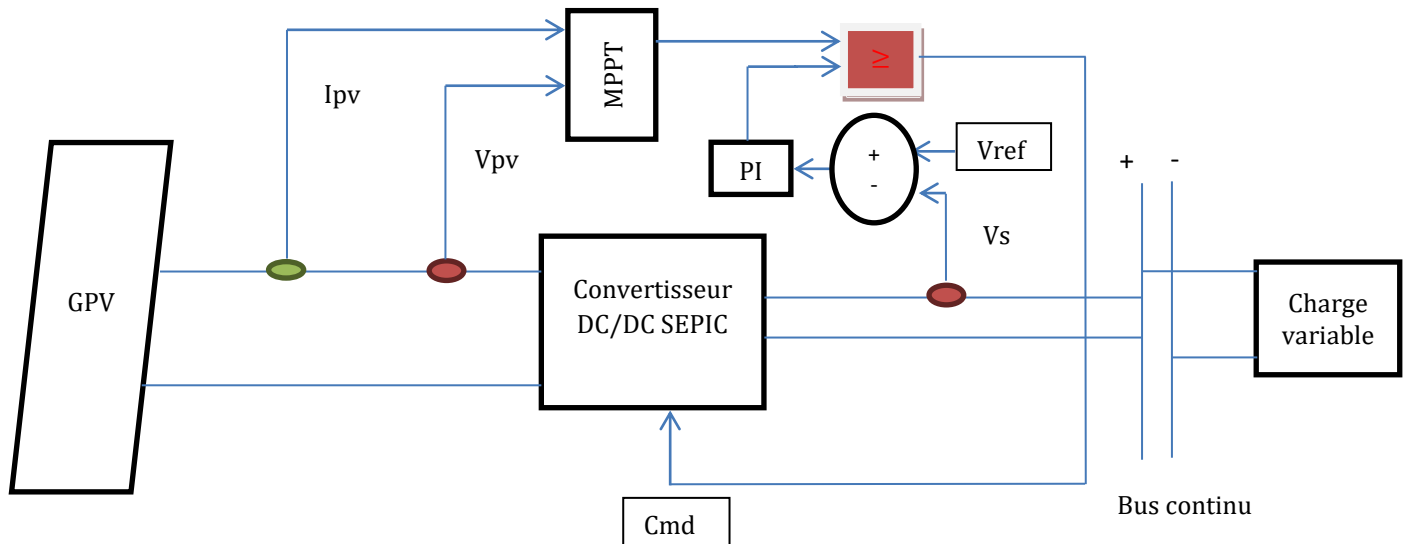 MPPT
≥
Ipv
Vpv
PI
+
-
Vref
+ -
Vs
GPV
Convertisseur
DC/DC SEPIC
Charge
variable
Bus continu
Cmd